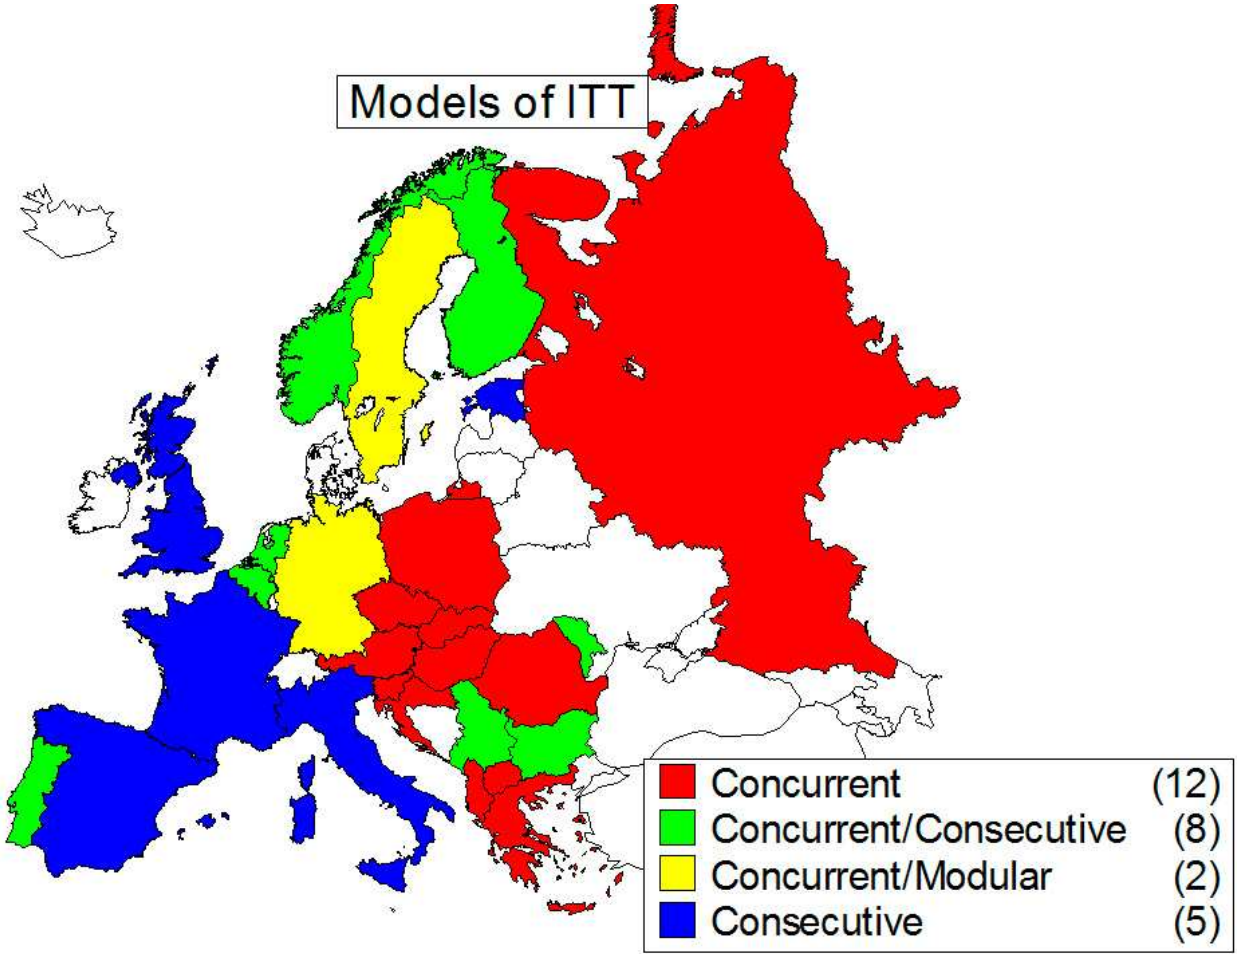 Models of ITT
Concurrent (12)
Concurrent/Consecutive (8)
Concurrent/Modular (2)
Consecutive (5)